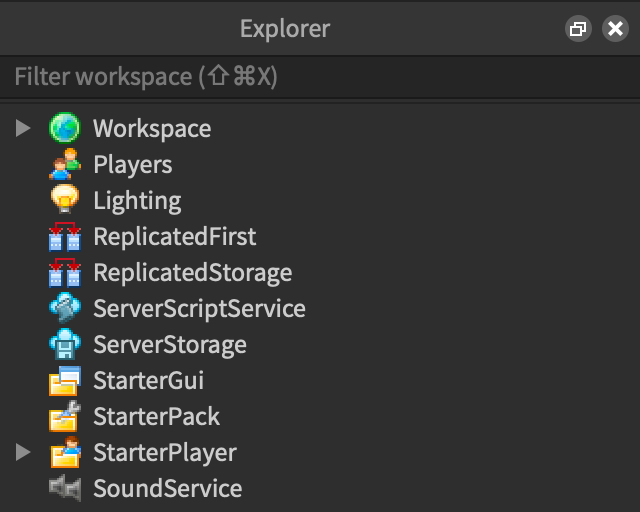 Explorer
Filter workspace (⇧⌘X)
Workspace
Players
Lighting
ReplicatedFirst
ReplicatedStorage
ServerScriptService
ServerStorage
StarterGui
StarterPack
StarterPlayer
SoundService